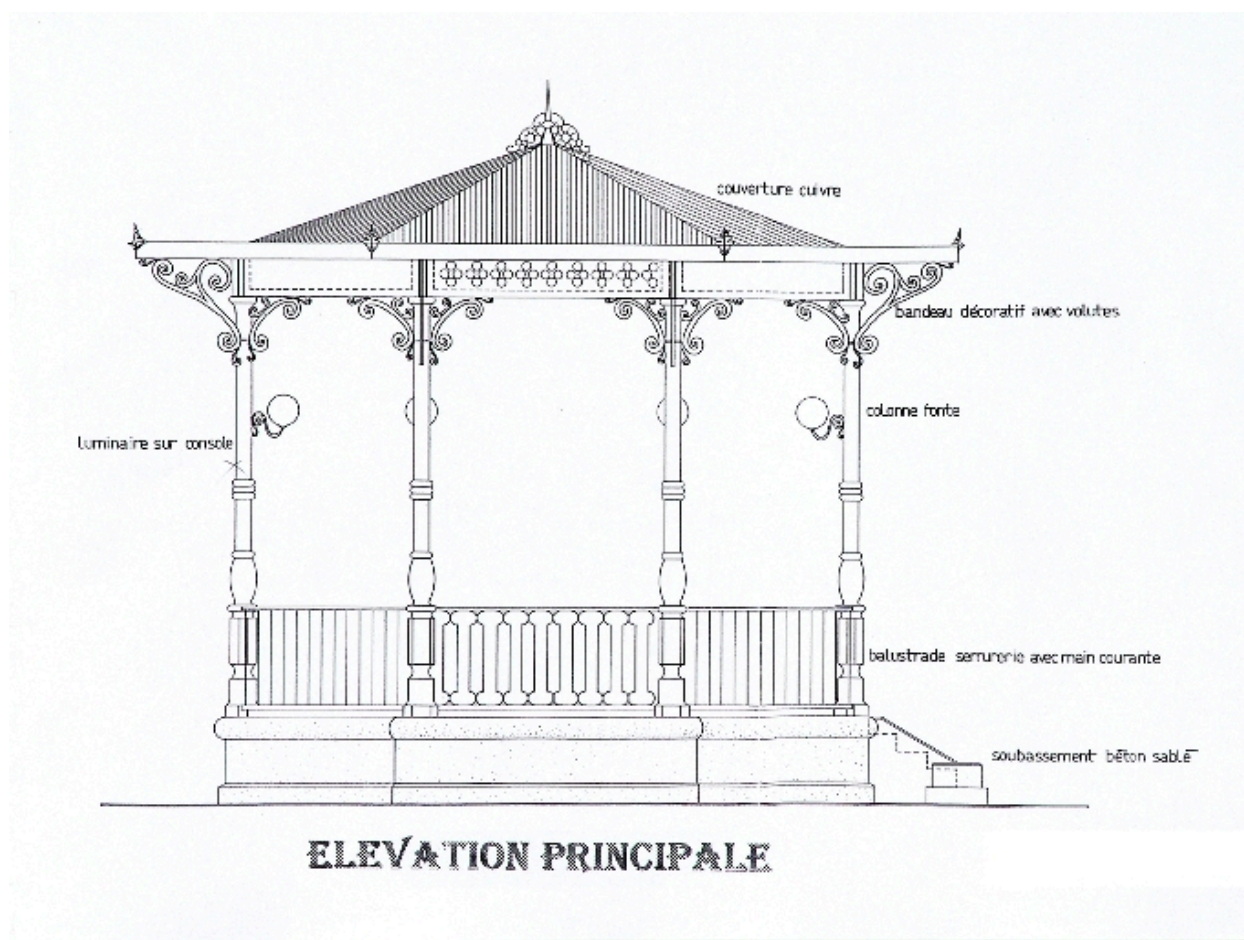 couverture cuivre
bandeau décoratif avec volutes
colonne fonte
luminaire sur console
balustrade serrurerie avec main courante
soubassement béton sablé
ELEVATION PRINCIPALE